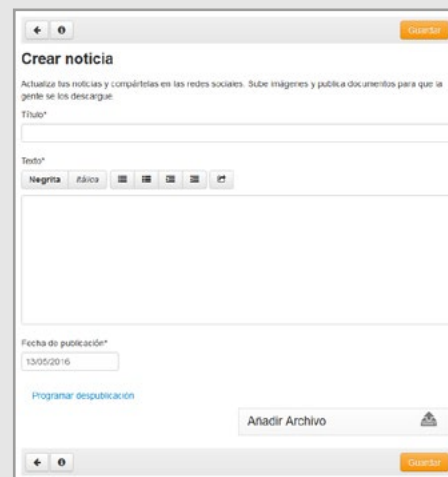 Guardar
Crear noticia
Actualiza tus noticias y compártelas en las redes sociales. Sube imágenes y publica documentos para que la
gente se los descargue.
Título*
Texto*
Negrita Itálica
Fecha de publicación*
13/05/2016
Programar despublicación
Añadir Archivo
Guardar